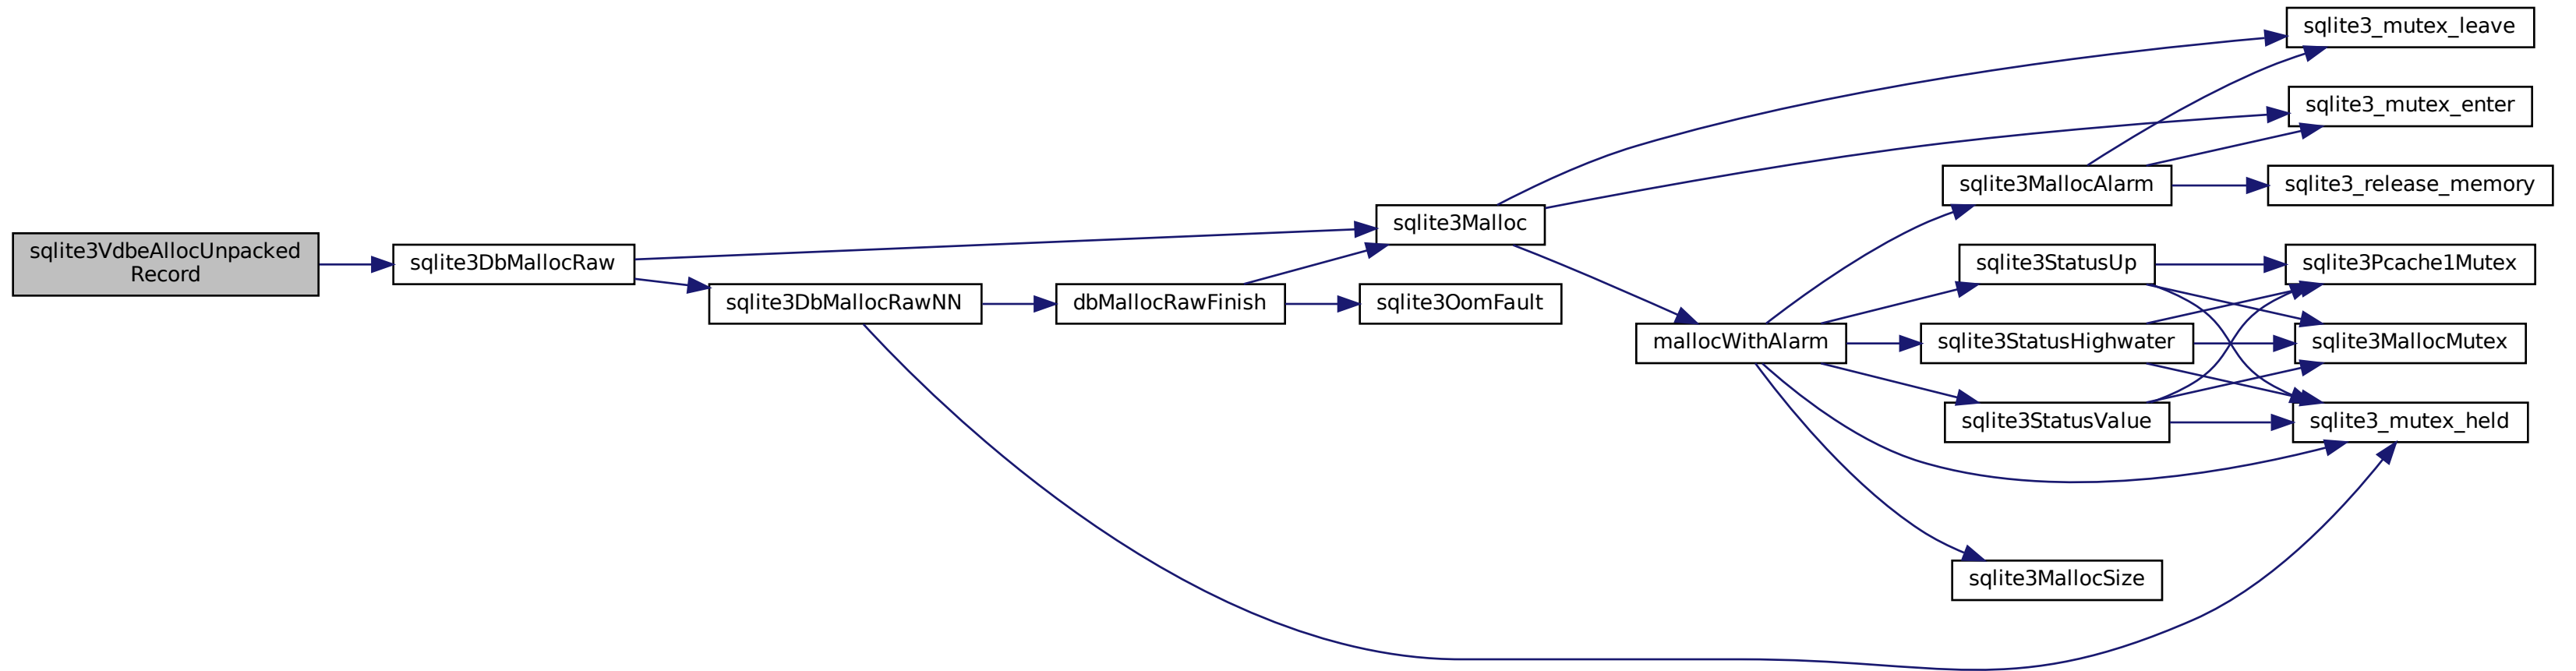 sqlite3VdbeAllocUnpacked
Record
sqlite3DbMallocRaw
sqlite3DbMallocRawNN
dbMallocRawFinish
sqlite3Malloc
sqlite3OomFault
mallocWithAlarm
sqlite3MallocAlarm
sqlite3StatusUp
sqlite3StatusHighwater
sqlite3StatusValue
sqlite3MallocSize
sqlite3_mutex_leave
sqlite3_mutex_enter
sqlite3_release_memory
sqlite3Pcache1Mutex
sqlite3MallocMutex
sqlite3_mutex_held